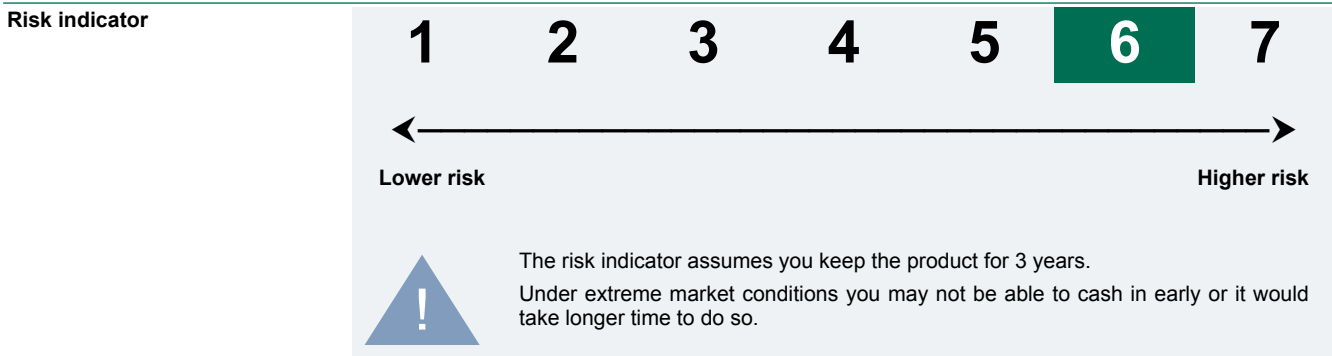 Risk indicator
1 2 3 4 5 6 7
Lower risk Higher risk
!
The risk indicator assumes you keep the product for 3 years.
Under extreme market conditions you may not be able to cash in early or it would
take longer time to do so.